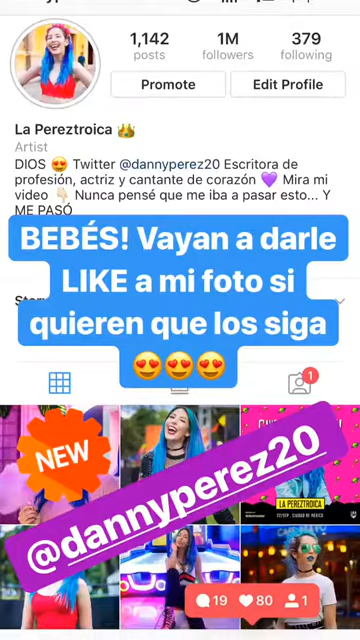 1,142 1M 379
posts followers following
Promote Edit Profile
La Pereztroica 👑
Artist
DIOS 😍 Twitter @dannyperez20 Escritora de
profesión, actriz y cantante de corazón 💜 Mira mi
video 👇🏻 Nunca pensé que me iba a pasar esto... Y
ME PASÓ
BEBÉS! Vayan a darle
LIKE a mi foto si
quieren que los siga
😍😍😍
1
NEW
LA PEREZTROICA
@dannyperez20
19 80 1